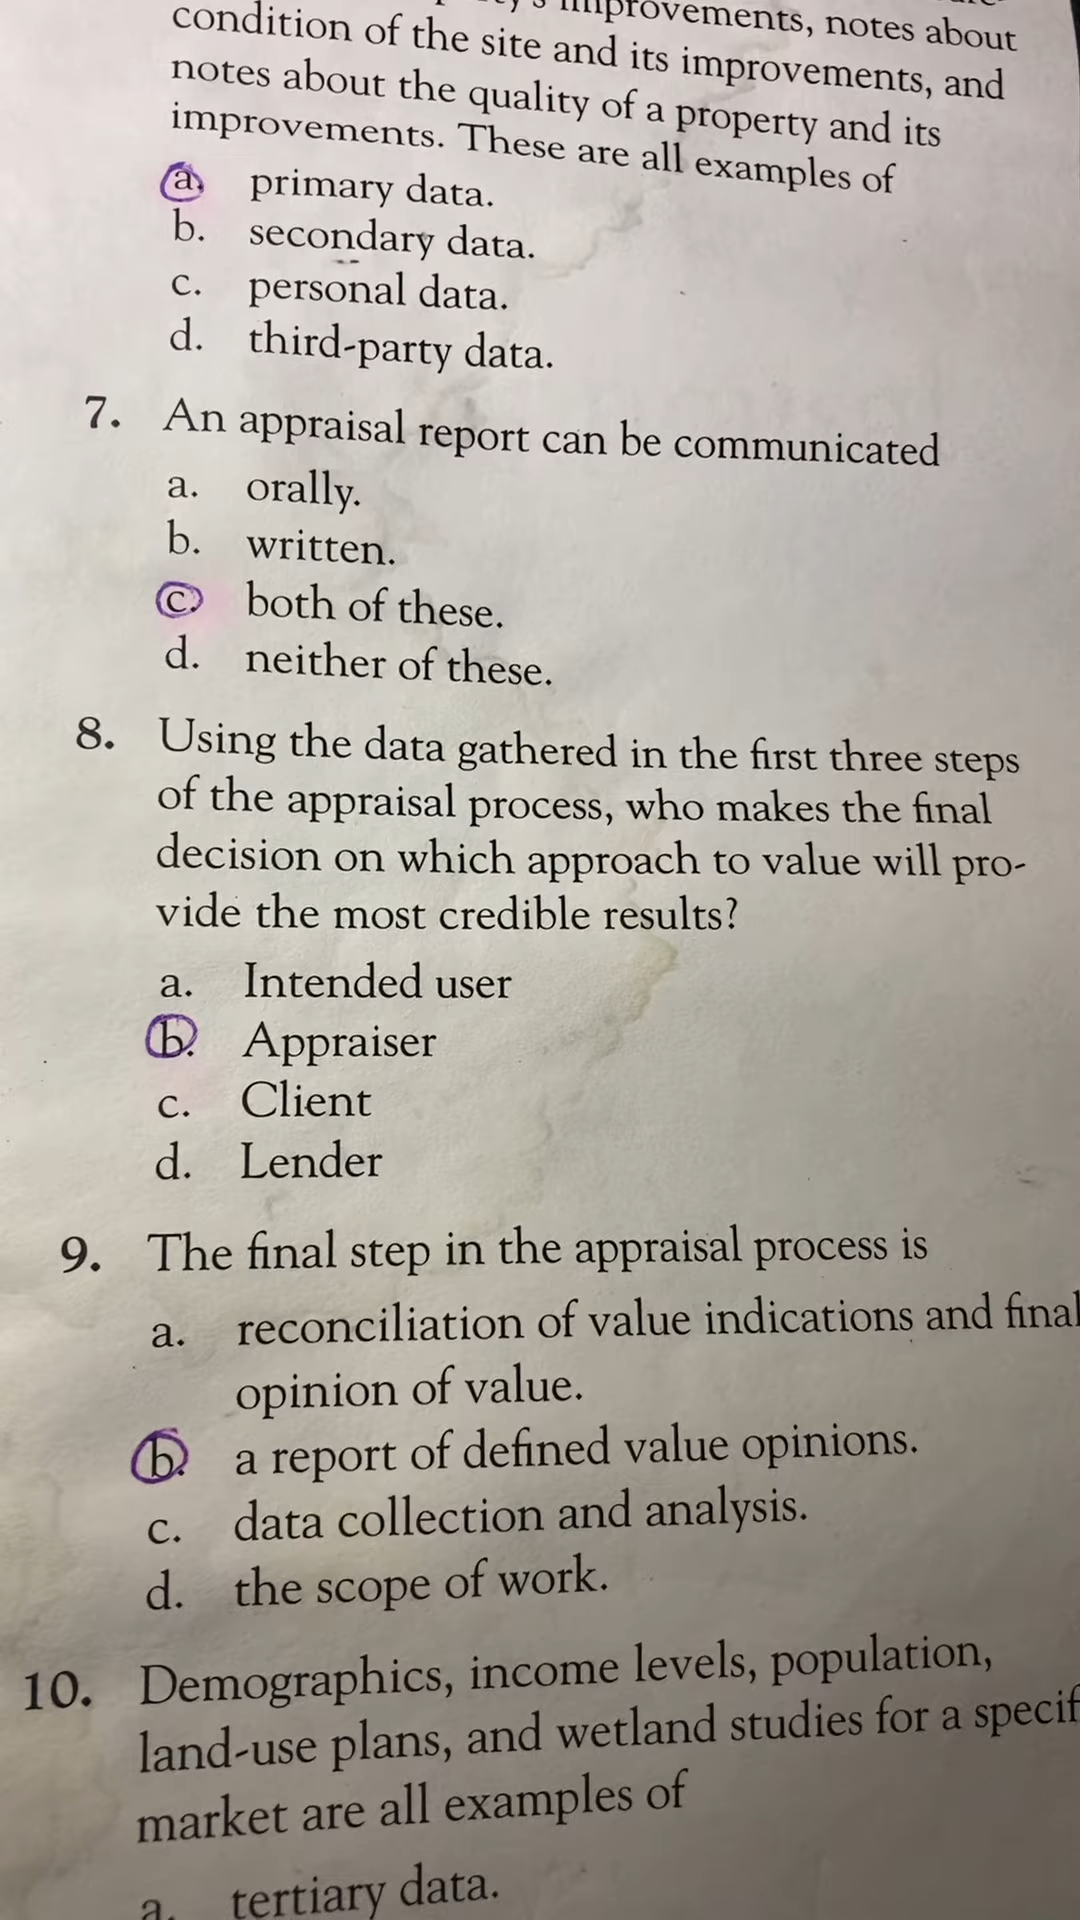 improvements, notes about
condition of the site and its improvements, and
notes about the quality of a property and its
improvements. These are all examples of
a. primary data.
b. secondary data.
c. personal data.
d. third-party data.
7. An appraisal report can be communicated
a. orally.
b. written.
c. both of these.
d. neither of these.
8. Using the data gathered in the first three steps
of the appraisal process, who makes the final
decision on which approach to value will pro-
vide the most credible results?
a. Intended user
b. Appraiser
c. Client
d. Lender
9. The final step in the appraisal process is
a. reconciliation of value indications and final
opinion of value.
b. a report of defined value opinions.
c. data collection and analysis.
d. the scope of work.
10. Demographics, income levels, population,
land-use plans, and wetland studies for a specif
market are all examples of
a. tertiary data.